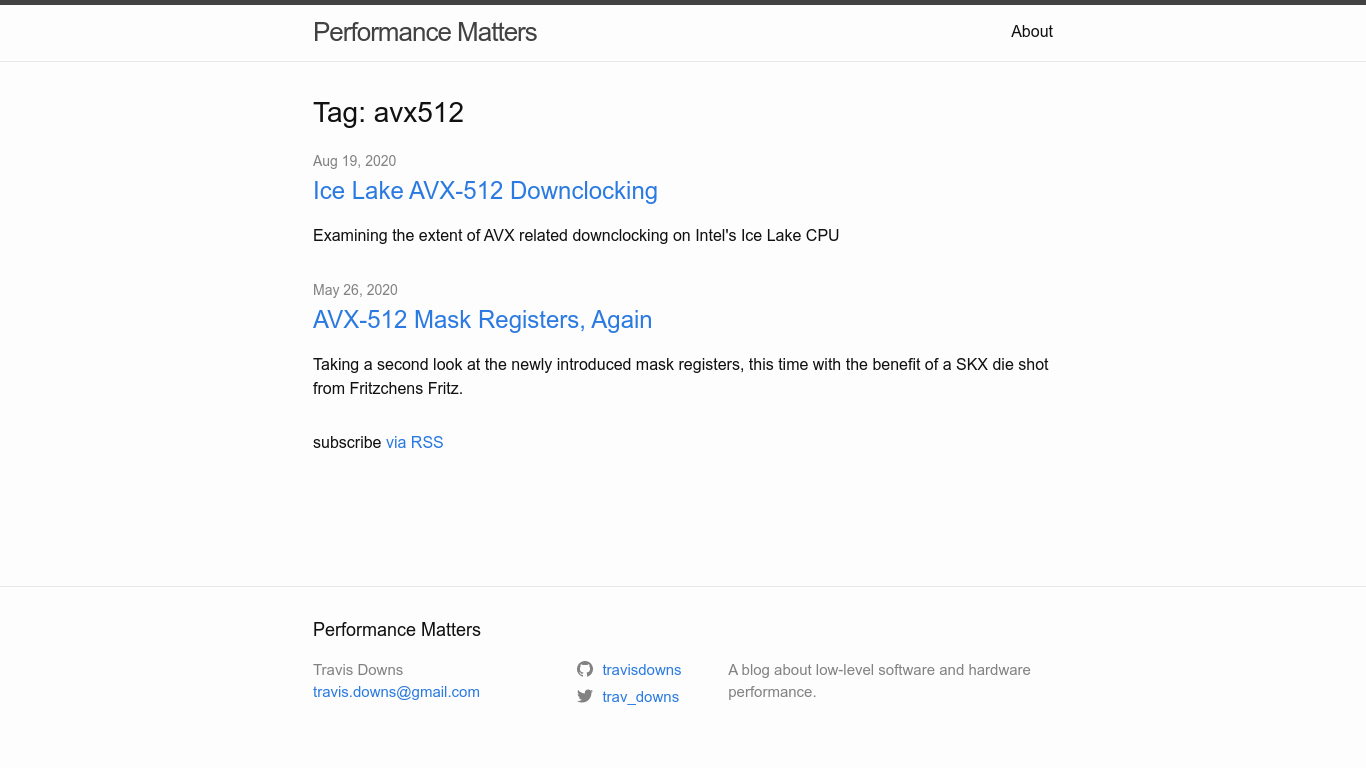 Performance Matters
About
Tag: avx512
Aug 19, 2020
Ice Lake AVX-512 Downclocking
Examining the extent of AVX related downclocking on Intel's Ice Lake CPU
May 26, 2020
AVX-512 Mask Registers, Again
Taking a second look at the newly introduced mask registers, this time with the benefit of a SKX die shot
from Fritzchens Fritz.
subscribe via RSS
Performance Matters
Travis Downs
travis.downs@gmail.com
travisdowns
trav_downs
A blog about low-level software and hardware
performance.